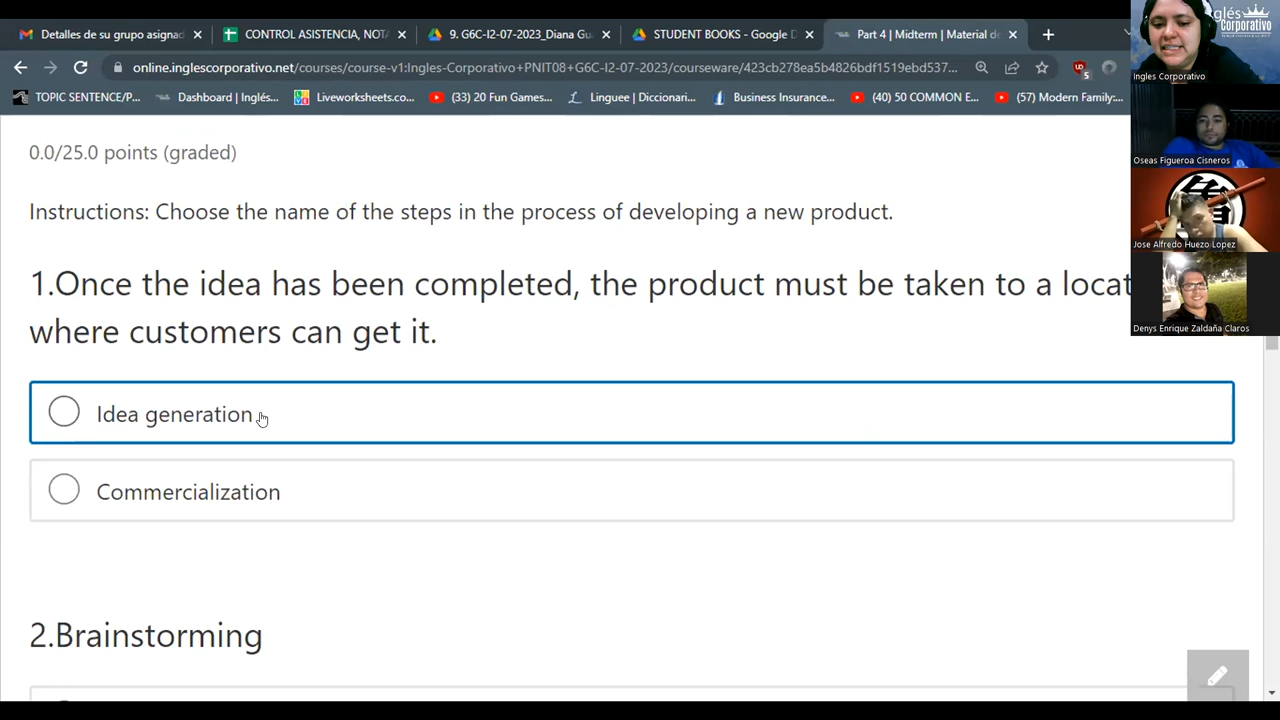 Detalles de su grupo asignad
CONTROL ASISTENCIA, NOTA
9. G6C-I2-07-2023_Diana Gu
STUDENT BOOKS - Google D
Part 4 | Midterm | Material de
glés
Corporativo
online.inglescorporativo.net/courses/course-v1:Ingles-Corporativo+PNIT08+G6C-I2-07-2023/courseware/423cb278ea5b4826bdf1519ebd537...
Ingles Corporativo
TOPIC SENTENCE/P...
Dashboard | Inglés...
Liveworksheets.co...
(33) 20 Fun Games...
Linguee | Diccionari...
Business Insurance...
(40) 50 COMMON E...
(57) Modern Family:...
0.0/25.0 points (graded)
Oseas Figueroa Cisneros
Instructions: Choose the name of the steps in the process of developing a new product.
Jose Alfredo Huezo Lopez
1.Once the idea has been completed, the product must be taken to a locat
where customers can get it.
Denys Enrique Zaldaña Claros
Idea generation
Commercialization
2.Brainstorming